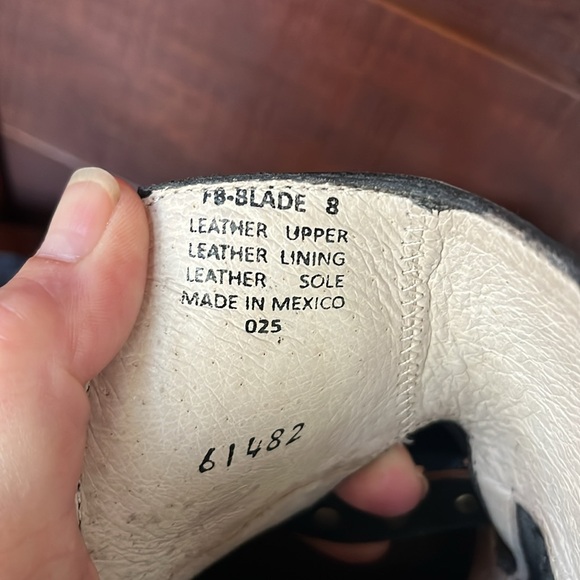 FB-BLADE 8
LEATHER UPPER
LEATHER LINING
LEATHER SOLE
MADE IN MEXICO
025
61482